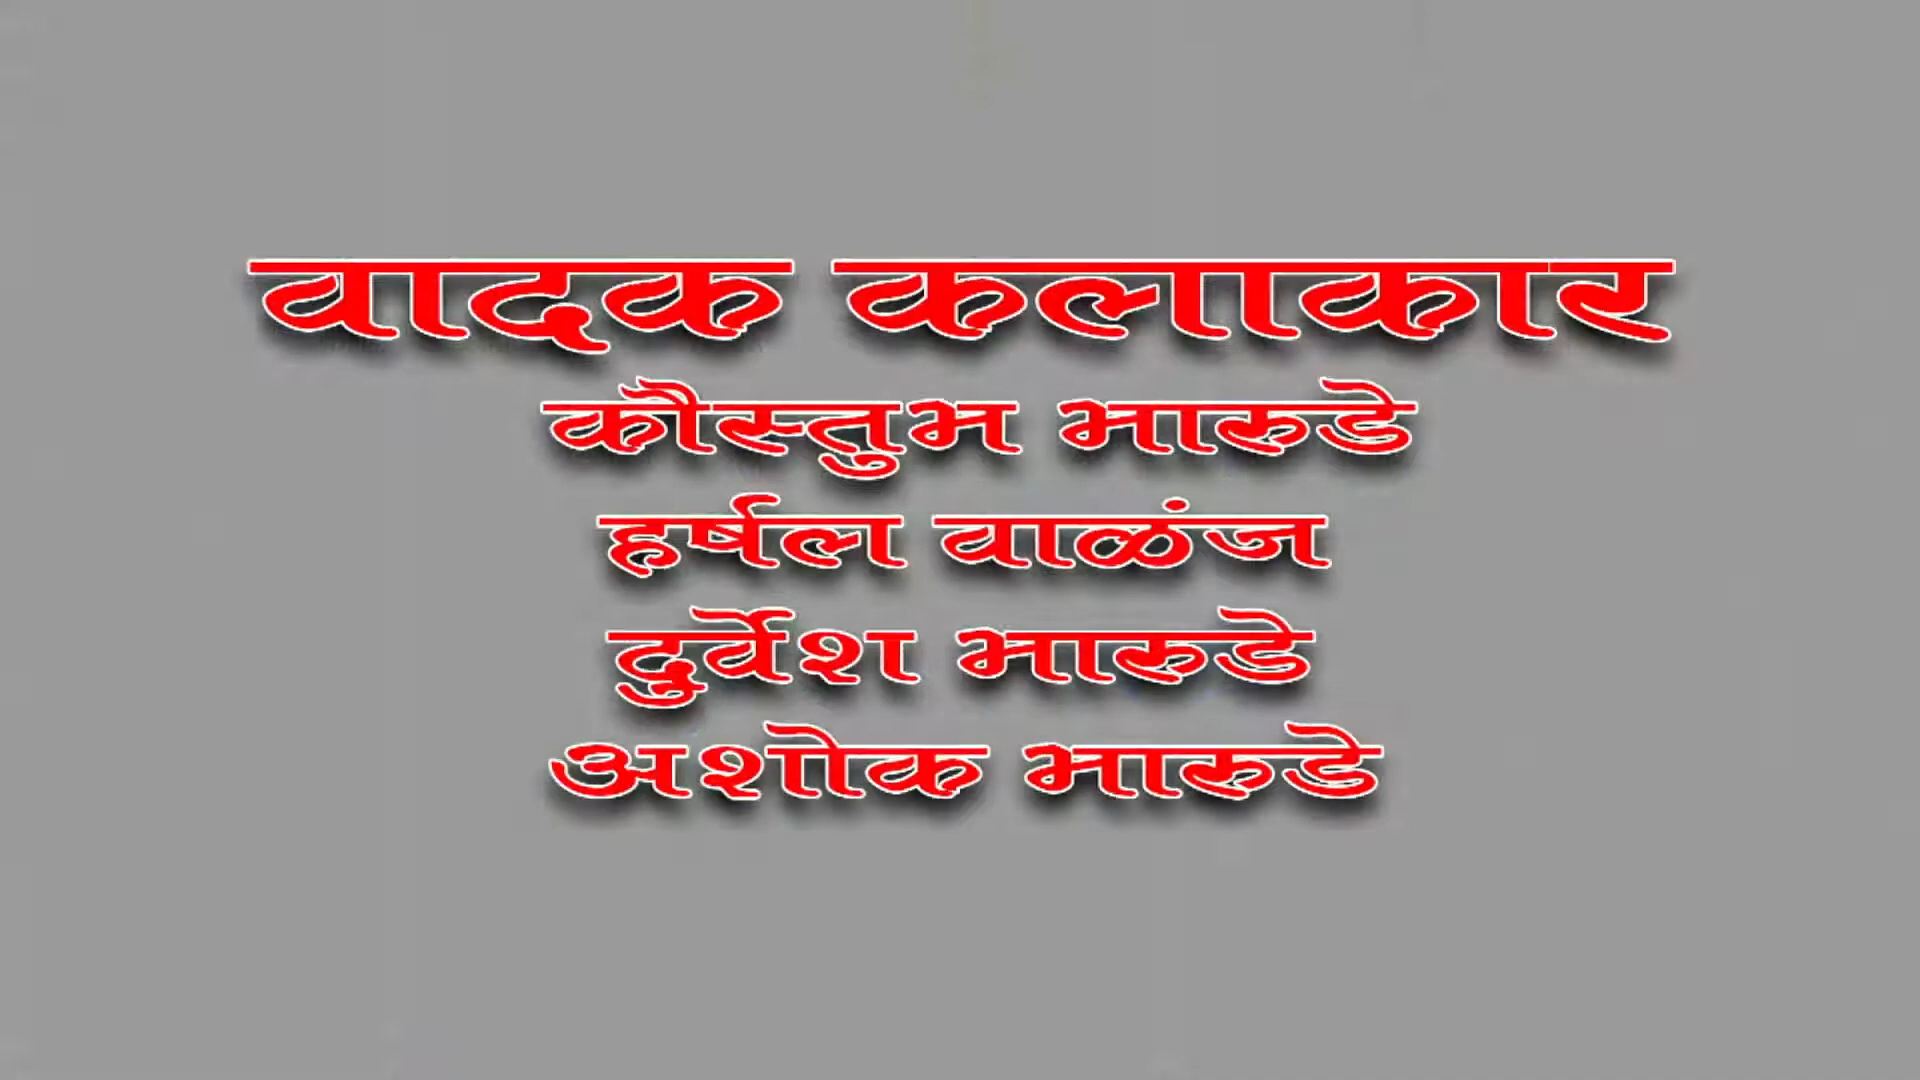 वादक कलाकार
कौस्तुभ भारुडे
हर्षल वाळंज
दुर्वेश भारुडे
अशोक भारुडे